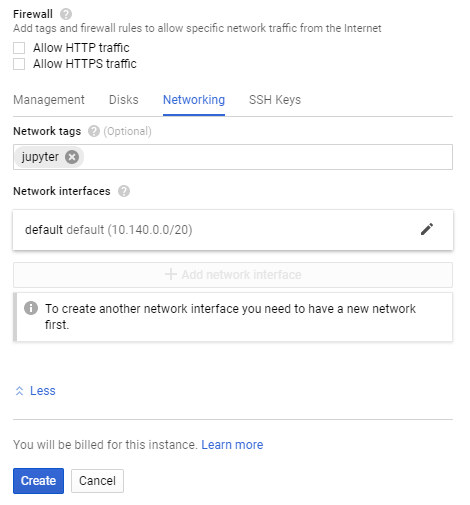 Firewall
Add tags and firewall rules to allow specific network traffic from the Internet
Allow HTTP traffic
Allow HTTPS traffic
Management Disks Networking SSH Keys
Network tags (Optional)
jupyter
Network interfaces
default default (10.140.0.0/20)
+ Add network interface
To create another network interface you need to have a new network
first.
Less
You will be billed for this instance. Learn more
Create Cancel